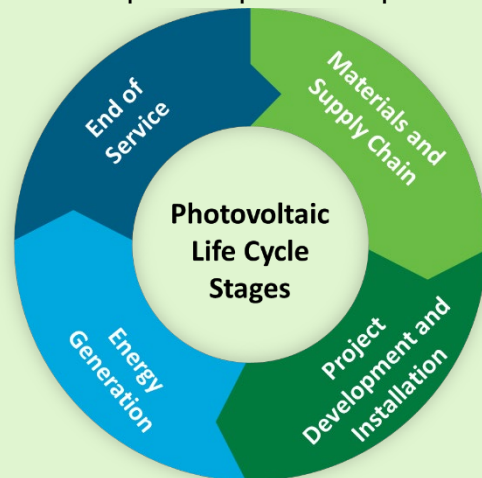 Photovoltaic
Life Cycle
Stages
Materials and
Supply Chain
Project
Development and
Installation
Energy
Generation
End of
Service